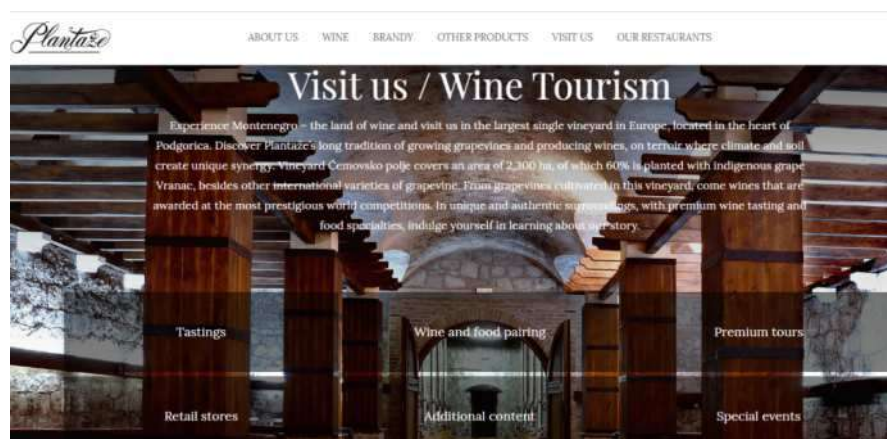 Plantaže
ABOUT US WINE BRANDY OTHER PRODUCTS VISIT US OUR RESTAURANTS
Visit us / Wine Tourism
Experience Montenegro – the land of wine and visit us in the largest single vineyard in Europe, located in the heart of
Podgorica. Discover Plantaže's long tradition of growing grapevines and producing wines, on terroir where climate and soil
create unique synergy. Vineyard Ćemovsko polje covers an area of 2,300 ha, of which 60% is planted with indigenous grape
Vranac, besides other international varieties of grapevine. From grapevines cultivated in this vineyard, come wines that are
awarded at the most prestigious world competitions. In unique and authentic surroundings, with premium wine tasting and
food specialties, indulge yourself in learning about our story.
Tastings Wine and food pairing Premium tours
Retail stores Additional content Special events